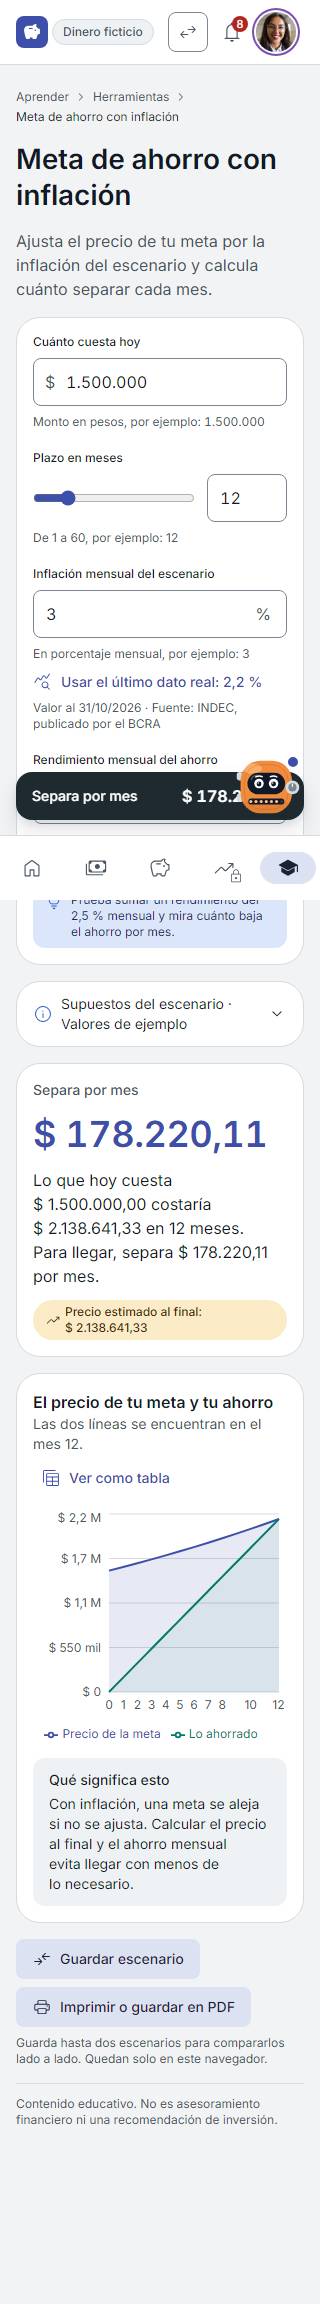 Dinero ficticio
8
Aprender > Herramientas >
Meta de ahorro con inflación
Meta de ahorro con
inflación
Ajusta el precio de tu meta por la
inflación del escenario y calcula
cuánto separar cada mes.
Cuánto cuesta hoy
$ 1.500.000
Monto en pesos, por ejemplo: 1.500.000
Plazo en meses
12
De 1 a 60, por ejemplo: 12
Inflación mensual del escenario
3 %
En porcentaje mensual, por ejemplo: 3
Usar el último dato real: 2,2 %
Valor al 31/10/2026 · Fuente: INDEC,
publicado por el BCRA
Rendimiento mensual del ahorro
Separa por mes $ 178.2
Prueba sumar un rendimiento del
2,5 % mensual y mira cuánto baja
el ahorro por mes.
Supuestos del escenario ·
Valores de ejemplo
Separa por mes
$ 178.220,11
Lo que hoy cuesta
$ 1.500.000,00 costaría
$ 2.138.641,33 en 12 meses.
Para llegar, separa $ 178.220,11
por mes.
Precio estimado al final:
$ 2.138.641,33
El precio de tu meta y tu ahorro
Las dos líneas se encuentran en el
mes 12.
Ver como tabla
$ 2,2 M
$ 1,7 M
$ 1,1 M
$ 550 mil
$ 0
0 1 2 3 4 5 6 7 8 10 12
Precio de la meta Lo ahorrado
Qué significa esto
Con inflación, una meta se aleja
si no se ajusta. Calcular el precio
al final y el ahorro mensual
evita llegar con menos de
lo necesario.
Guardar escenario
Imprimir o guardar en PDF
Guarda hasta dos escenarios para compararlos
lado a lado. Quedan solo en este navegador.
Contenido educativo. No es asesoramiento
financiero ni una recomendación de inversión.